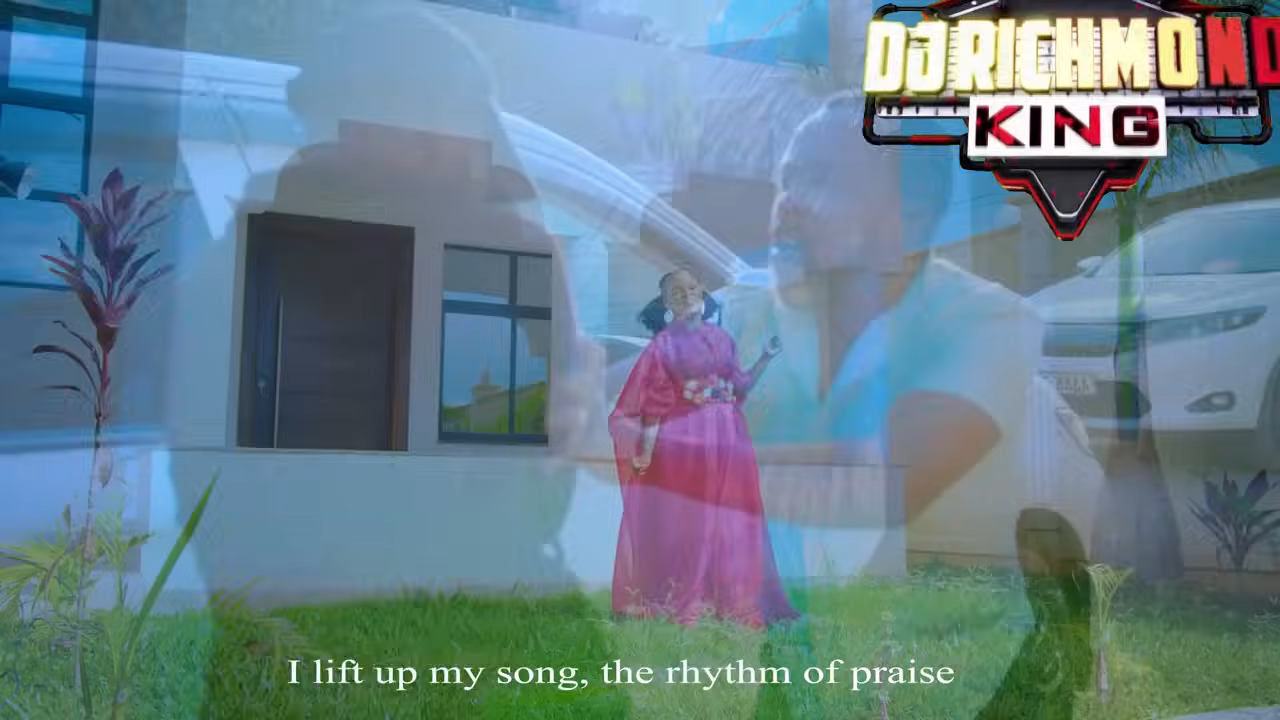 DJ RICHMOND
KING
I lift up my song, the rhythm of praise